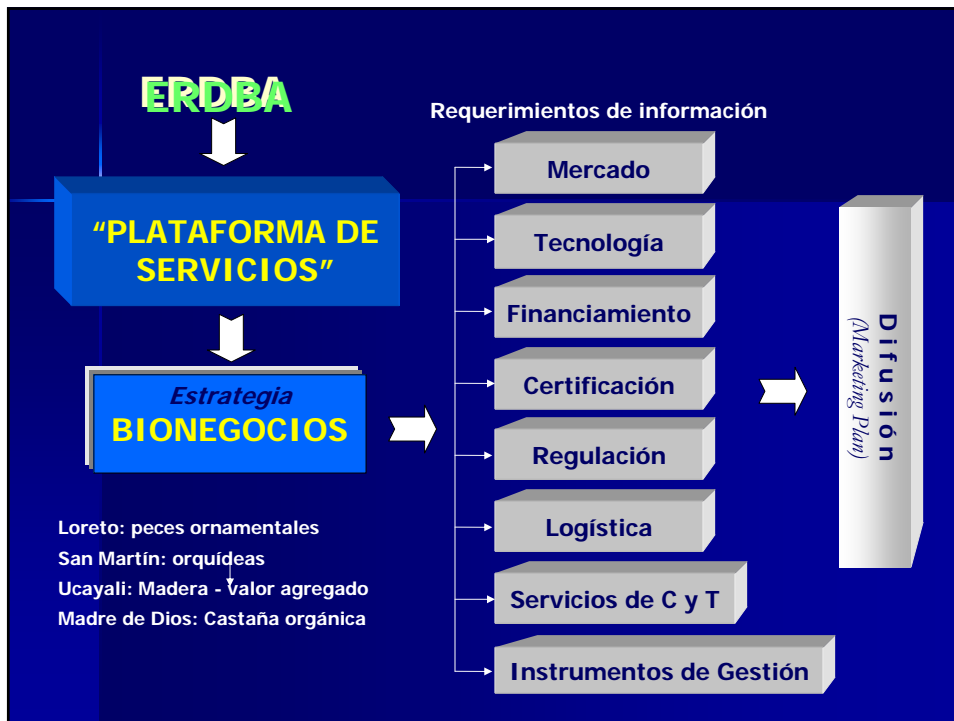 ERDBA
“PLATAFORMA DE
SERVICIOS”
Estrategia
BIONEGOCIOS
Loreto: peces ornamentales
San Martín: orquídeas
Ucayali: Madera - valor agregado
Madre de Dios: Castaña orgánica
Requerimientos de información
Mercado
Tecnología
Financiamiento
Certificación
Regulación
Logística
Servicios de C y T
Instrumentos de Gestión
Difusión
(Marketing Plan)